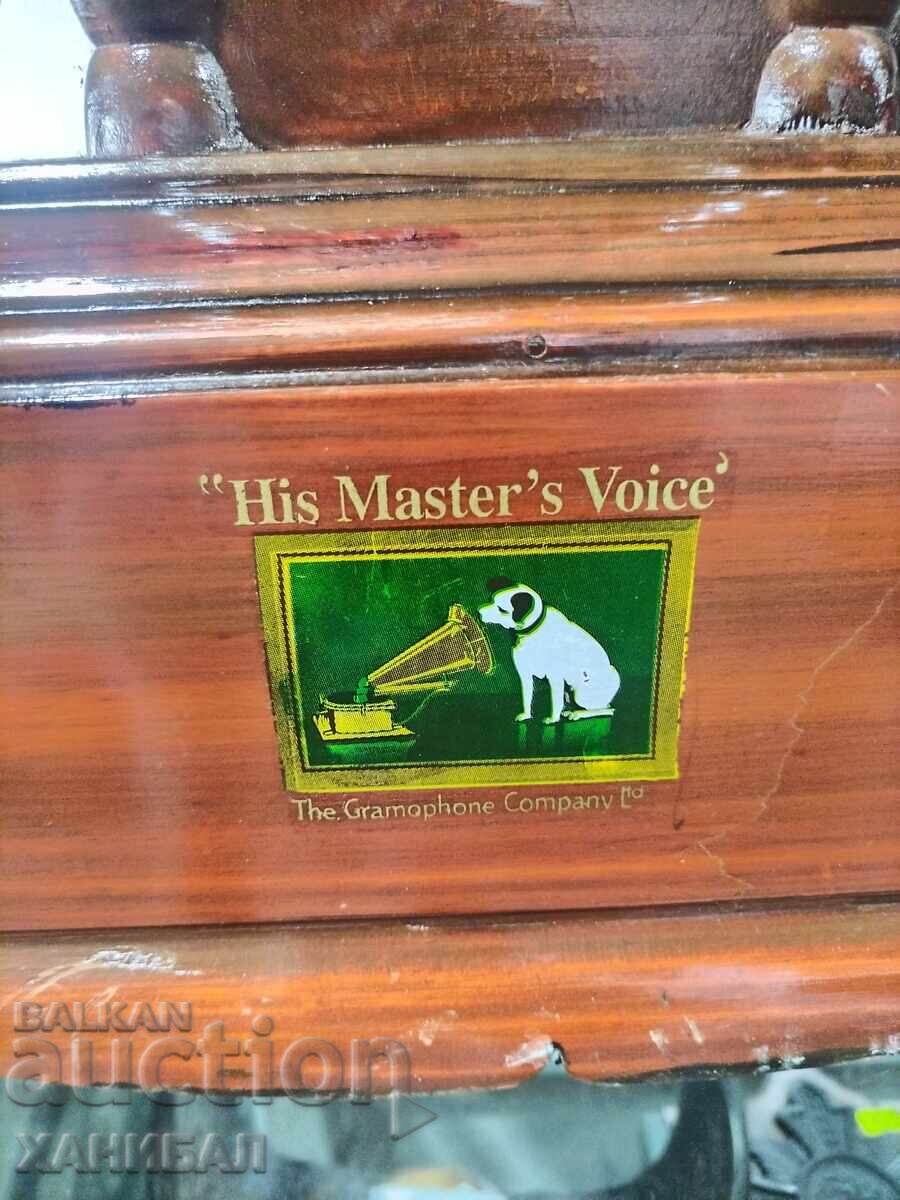 “His Master’s Voice’
The Gramophone Company Ltd
BALKAN
auction
ХАНИБАЛ